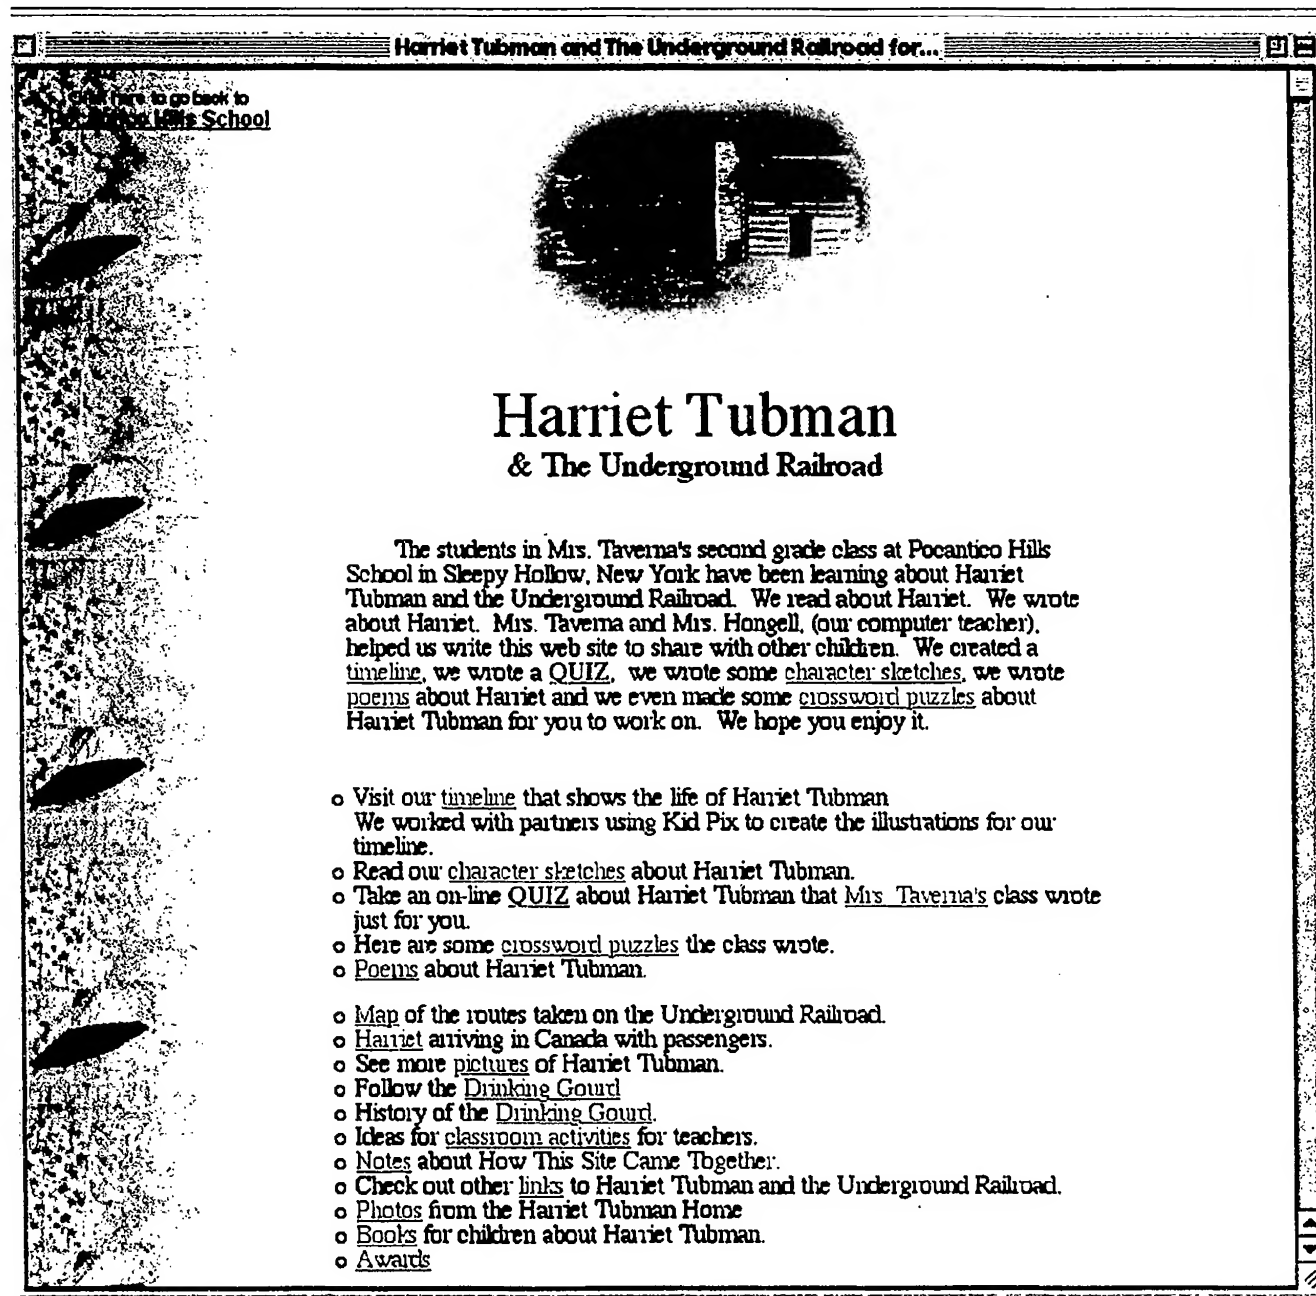 Harriet Tubman and The Underground Railroad for...
here to go back to
Hills School
Harriet Tubman
& The Underground Railroad
The students in Mrs. Taverna's second grade class at Pocantico Hills
School in Sleepy Hollow, New York have been learning about Harriet
Tubman and the Underground Railroad. We read about Harriet. We wrote
about Harriet. Mrs. Taverna and Mrs. Hongell, (our computer teacher),
helped us write this web site to share with other children. We created a
timeline, we wrote a QUIZ, we wrote some character sketches, we wrote
poems about Harriet and we even made some crossword puzzles about
Harriet Tubman for you to work on. We hope you enjoy it.
o Visit our timeline that shows the life of Harriet Tubman
We worked with partners using Kid Pix to create the illustrations for our
timeline.
o Read our character sketches about Harriet Tubman.
o Take an on-line QUIZ about Harriet Tubman that Mrs. Taverna's class wrote
just for you.
o Here are some crossword puzzles the class wrote.
o Poems about Harriet Tubman.
o Map of the routes taken on the Underground Railroad.
o Harriet arriving in Canada with passengers.
o See more pictures of Harriet Tubman.
o Follow the Drinking Gourd
o History of the Drinking Gourd.
o Ideas for classroom activities for teachers.
o Notes about How This Site Came Together.
o Check out other links to Harriet Tubman and the Underground Railroad.
o Photos from the Harriet Tubman Home
o Books for children about Harriet Tubman.
o Awards